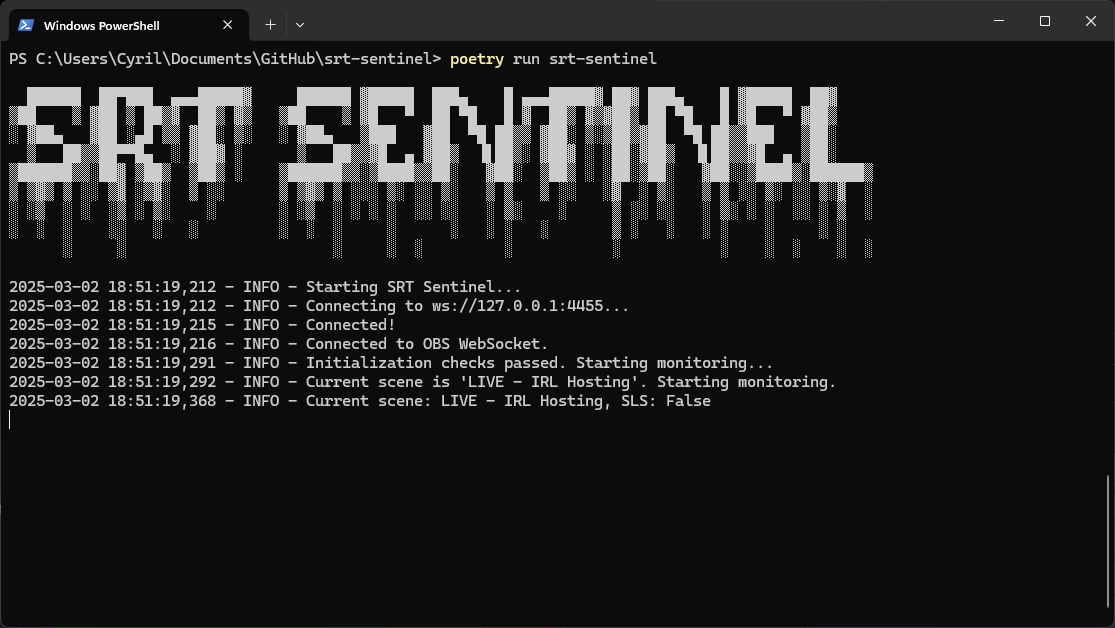 Windows PowerShell
PS C:\Users\Cyril\Documents\GitHub\srt-sentinel> poetry run srt-sentinel
SRT SENTINEL
2025-03-02 18:51:19,212 - INFO - Starting SRT Sentinel...
2025-03-02 18:51:19,212 - INFO - Connecting to ws://127.0.0.1:4455...
2025-03-02 18:51:19,215 - INFO - Connected!
2025-03-02 18:51:19,216 - INFO - Connected to OBS WebSocket.
2025-03-02 18:51:19,291 - INFO - Initialization checks passed. Starting monitoring...
2025-03-02 18:51:19,292 - INFO - Current scene is 'LIVE - IRL Hosting'. Starting monitoring.
2025-03-02 18:51:19,368 - INFO - Current scene: LIVE - IRL Hosting, SLS: False